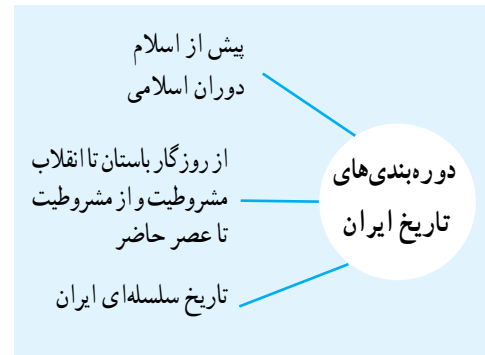 دوره‌بندی‌های
تاریخ ایران
پیش از اسلام
دوران اسلامی
از روزگار باستان تا انقلاب
مشروطیت و از مشروطیت
تا عصر حاضر
تاریخ سلسله‌ای ایران